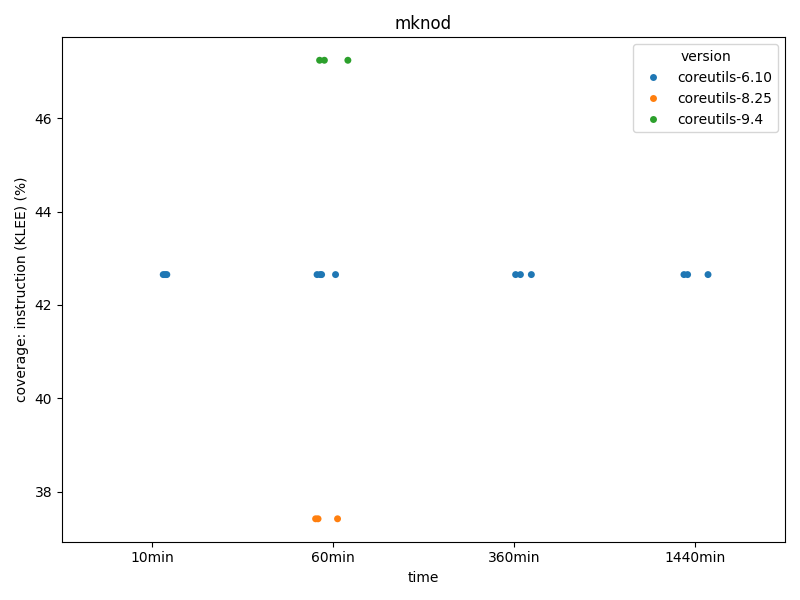 mknod
version
coreutils-6.10
coreutils-8.25
coreutils-9.4
coverage: instruction (KLEE) (%)
46
44
42
40
38
10min 60min 360min 1440min
time